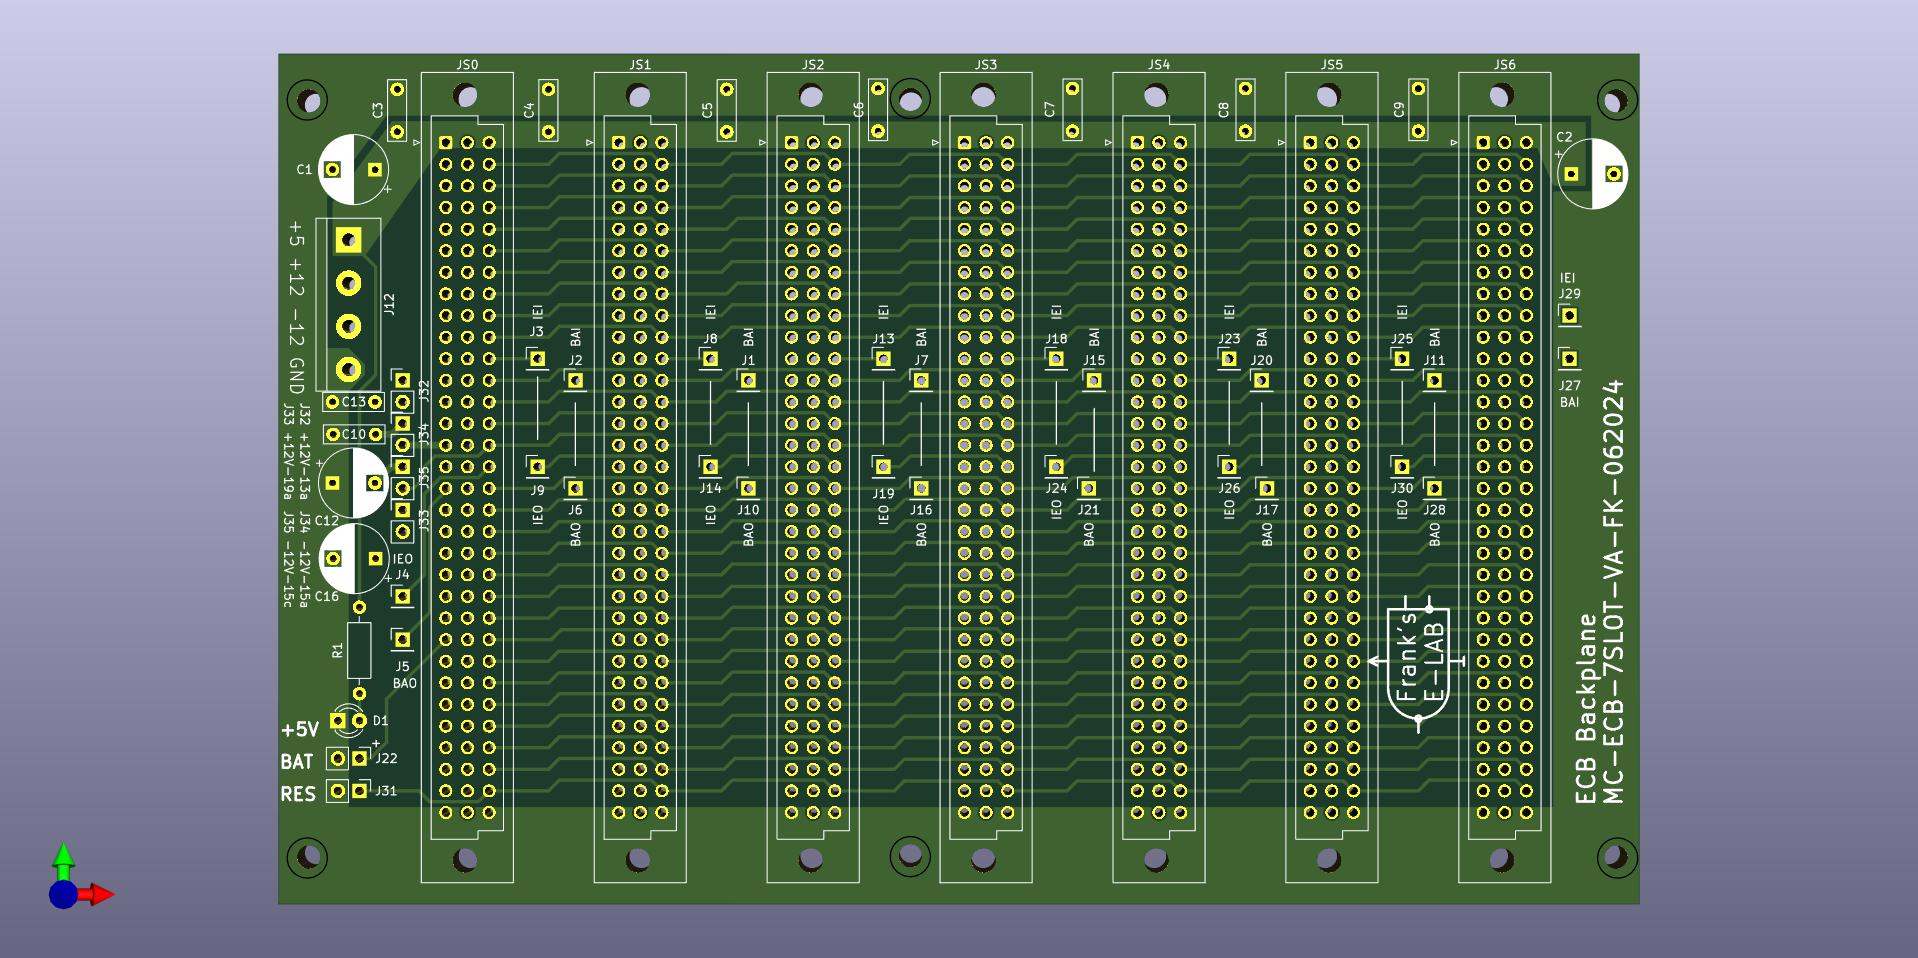 JS0
JS1
JS2
JS3
JS4
JS5
JS6
C3
C4
C5
C6
C7
C8
C9
C1
+
C2
+
+5 +12 -12 GND
J12
IEI
J3
BAI
J2
IEI
J8
BAI
J1
IEI
J13
BAI
J7
IEI
J18
BAI
J15
IEI
J23
BAI
J20
IEI
J25
BAI
J11
IEI
J29
J27
BAI
J32
C13
J34
C10
J35
+
J33
C12
J32 +12V-13a J34 -12V-15a
J33 +12V-19a J35 -12V-15c
J9
IEO
J6
BAO
J14
IEO
J10
BAO
J19
IEO
J16
BAO
J24
IEO
J21
BAO
J26
IEO
J17
BAO
J30
IEO
J28
BAO
IEO
J4
+
C16
R1
J5
BAO
D1
+5V
+
BAT
J22
RES
J31
Frank's
E-LAB
ECB Backplane
MC-ECB-7SLOT-VA-FK-062024